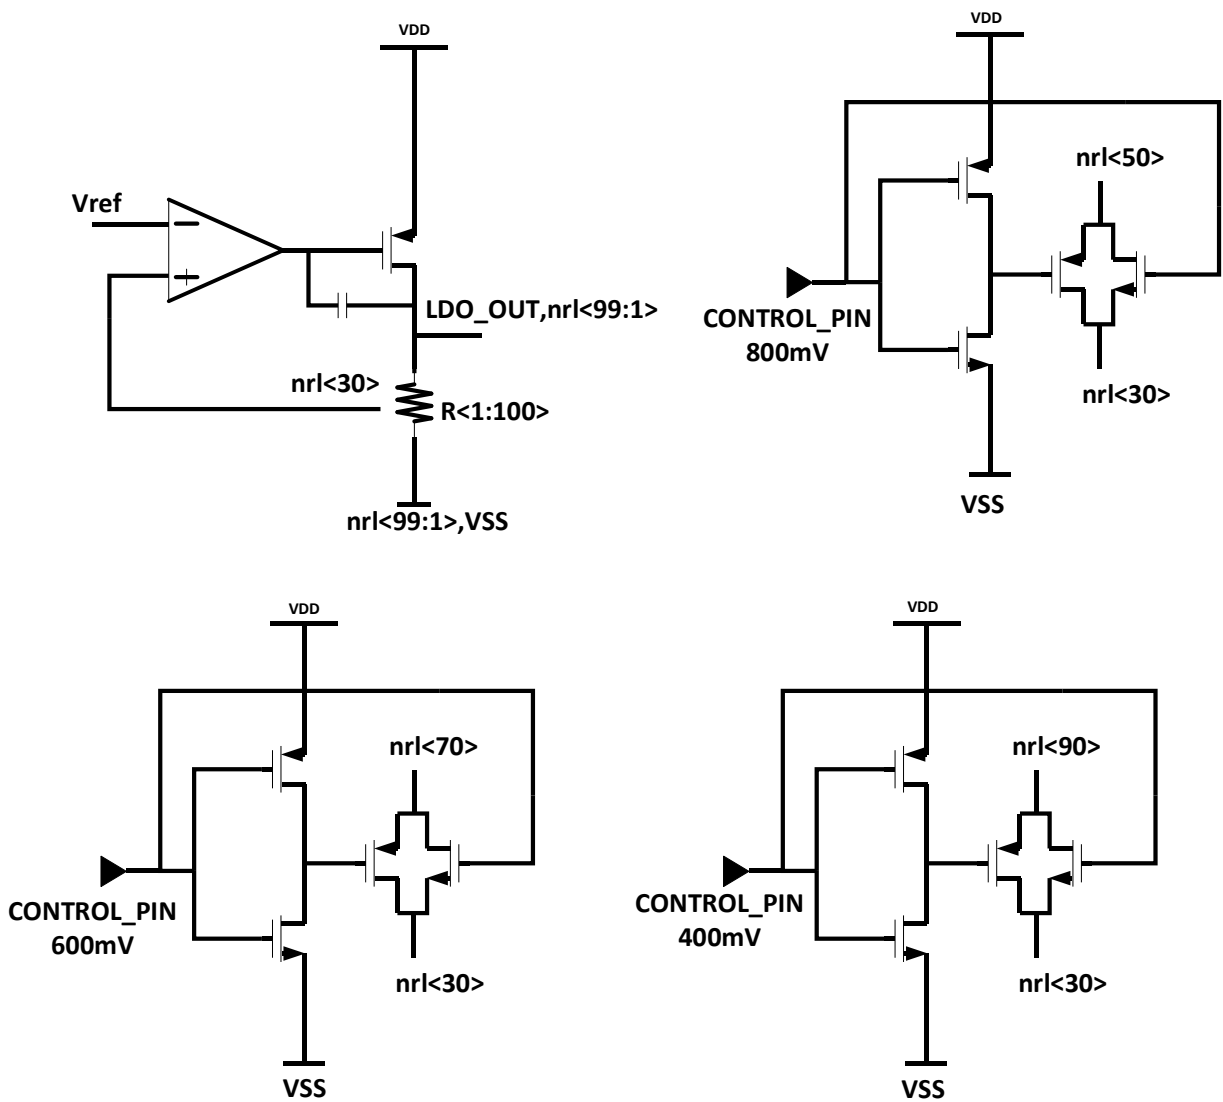 VDD
Vref
LDO_OUT,nrl<99:1>
nrl<30>
R<1:100>
nrl<99:1>,VSS
VDD
nrl<50>
CONTROL_PIN
800mV
nrl<30>
VSS
VDD
nrl<70>
CONTROL_PIN
600mV
nrl<30>
VSS
VDD
nrl<90>
CONTROL_PIN
400mV
nrl<30>
VSS